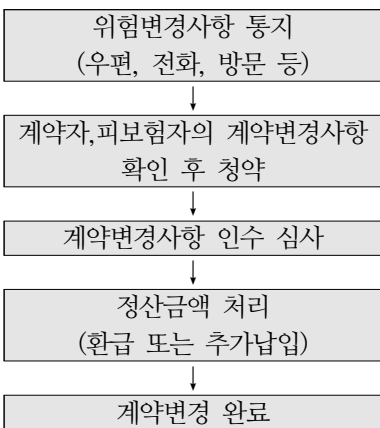 위험변경사항 통지
(우편, 전화, 방문 등)
계약자,피보험자의 계약변경사항
확인 후 청약
계약변경사항 인수 심사
정산금액 처리
(환급 또는 추가납입)
계약변경 완료